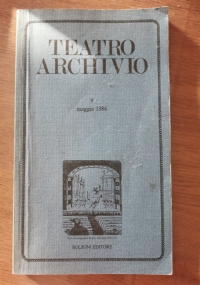 TEATRO
ARCHIVIO
maggio 1986
BULZONI EDITORE